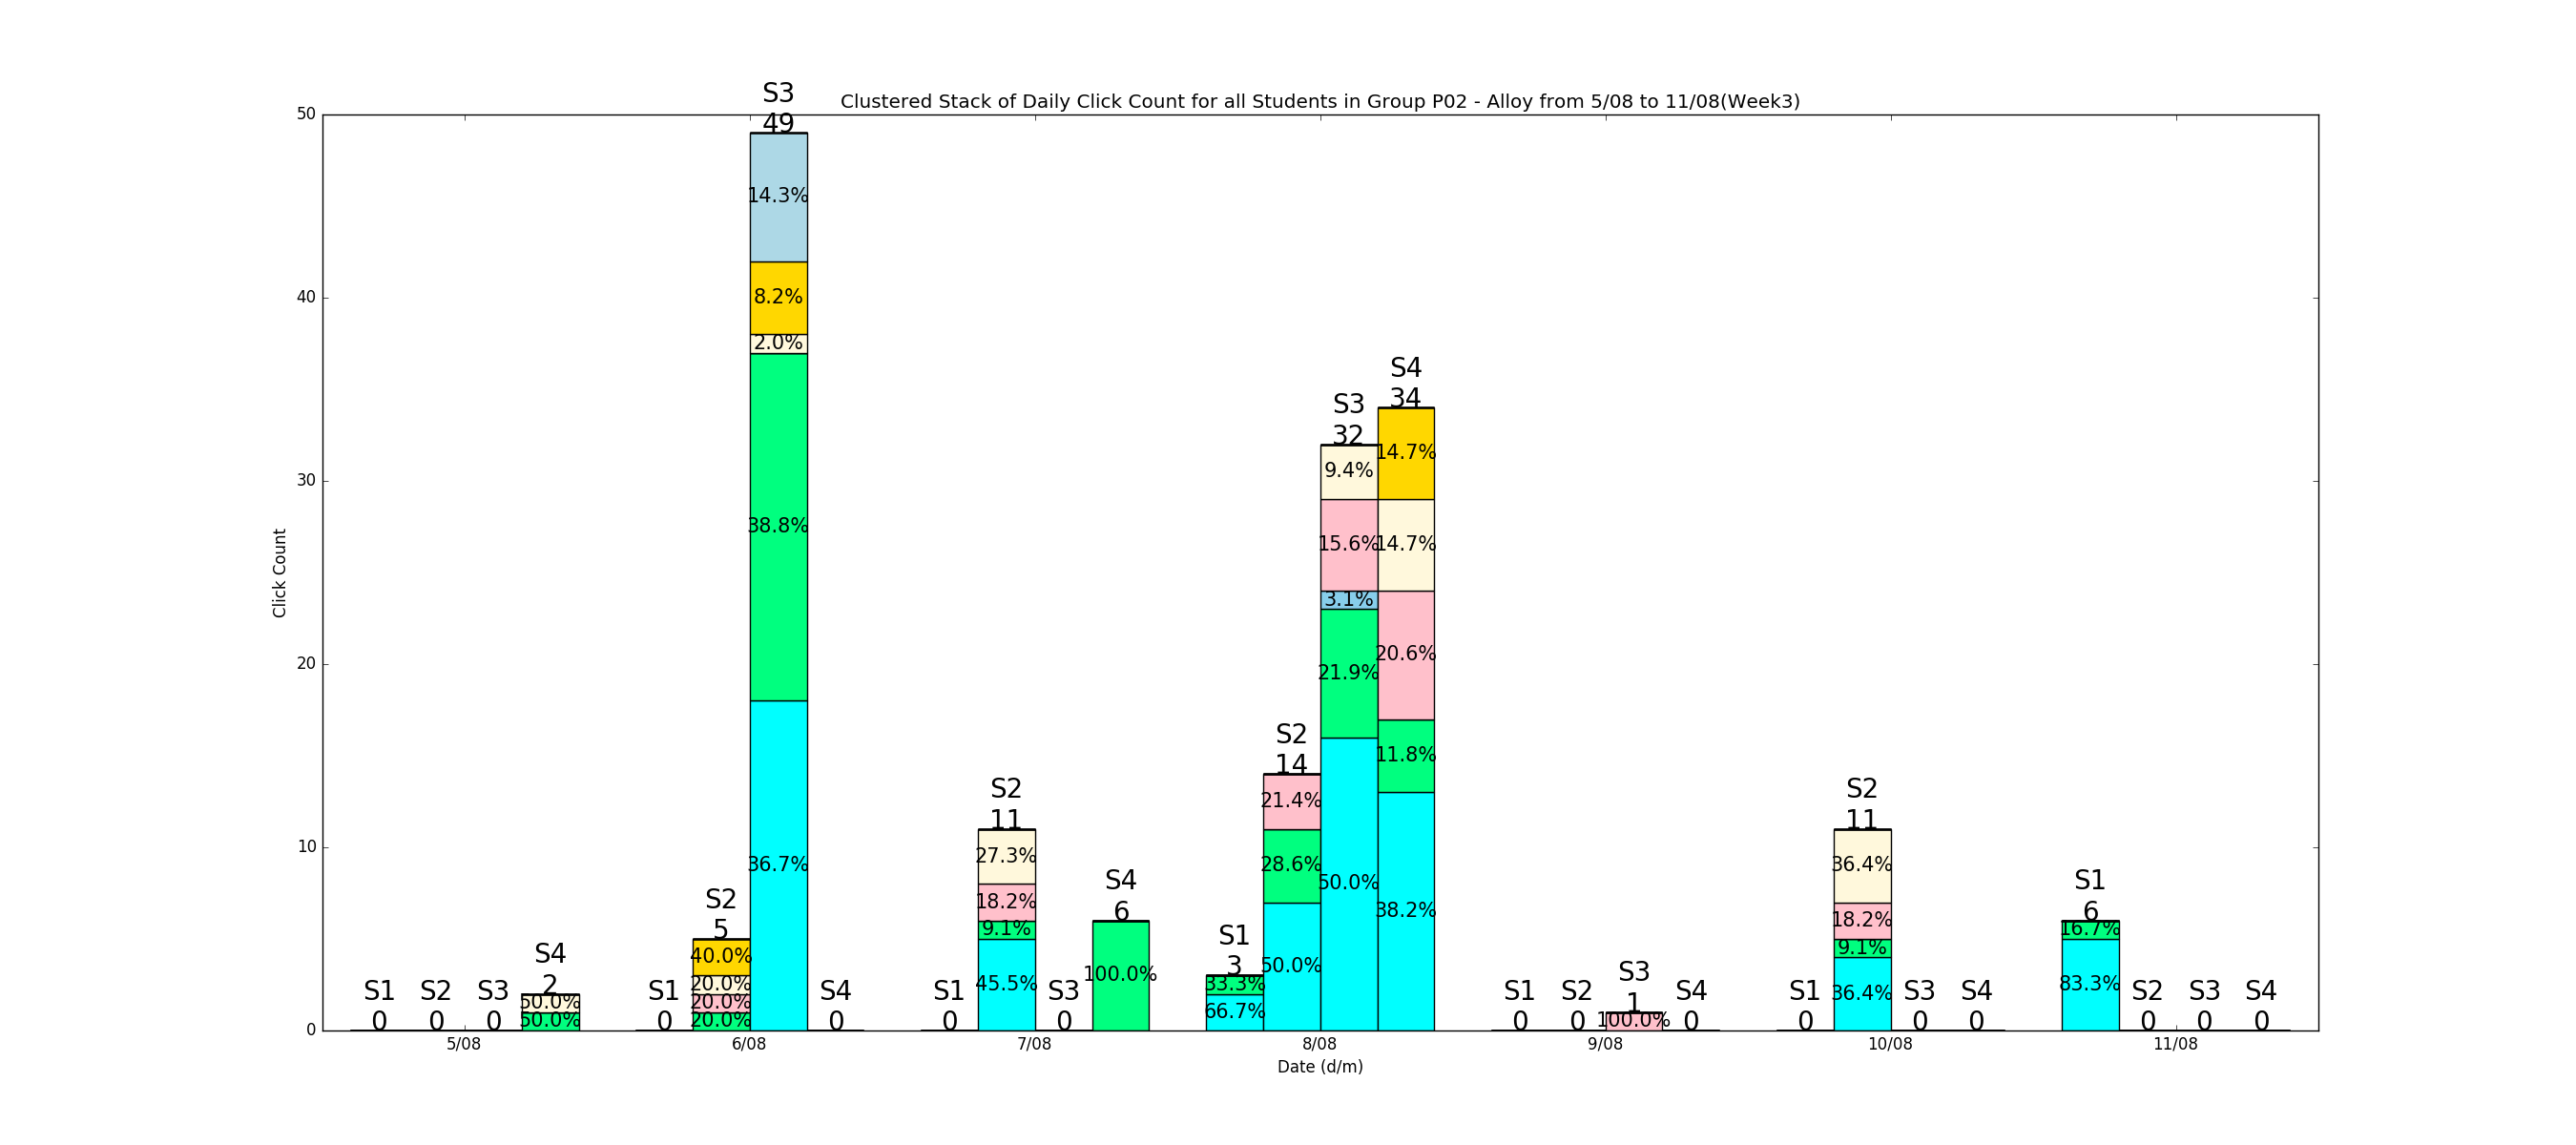 Clustered Stack of Daily Click Count for all Students in Group P02 - Alloy from 5/08 to 11/08(Week3)
Click Count
50
40
30
20
10
0
S1
0
S2
0
S3
0
S4
2
50.0%
50.0%
S1
0
S2
5
40.0%
20.0%
20.0%
20.0%
S3
49
14.3%
8.2%
2.0%
38.8%
36.7%
S4
0
S1
0
S2
11
27.3%
18.2%
9.1%
45.5%
S3
0
S4
6
100.0%
S1
3
33.3%
66.7%
S2
14
21.4%
28.6%
50.0%
S3
32
9.4%
15.6%
3.1%
21.9%
50.0%
S4
34
14.7%
14.7%
20.6%
11.8%
38.2%
S1
0
S2
0
S3
1
100.0%
S4
0
S1
0
S2
11
36.4%
18.2%
9.1%
36.4%
S3
0
S4
0
S1
6
16.7%
83.3%
S2
0
S3
0
S4
0
5/08
6/08
7/08
8/08
9/08
10/08
11/08
Date (d/m)